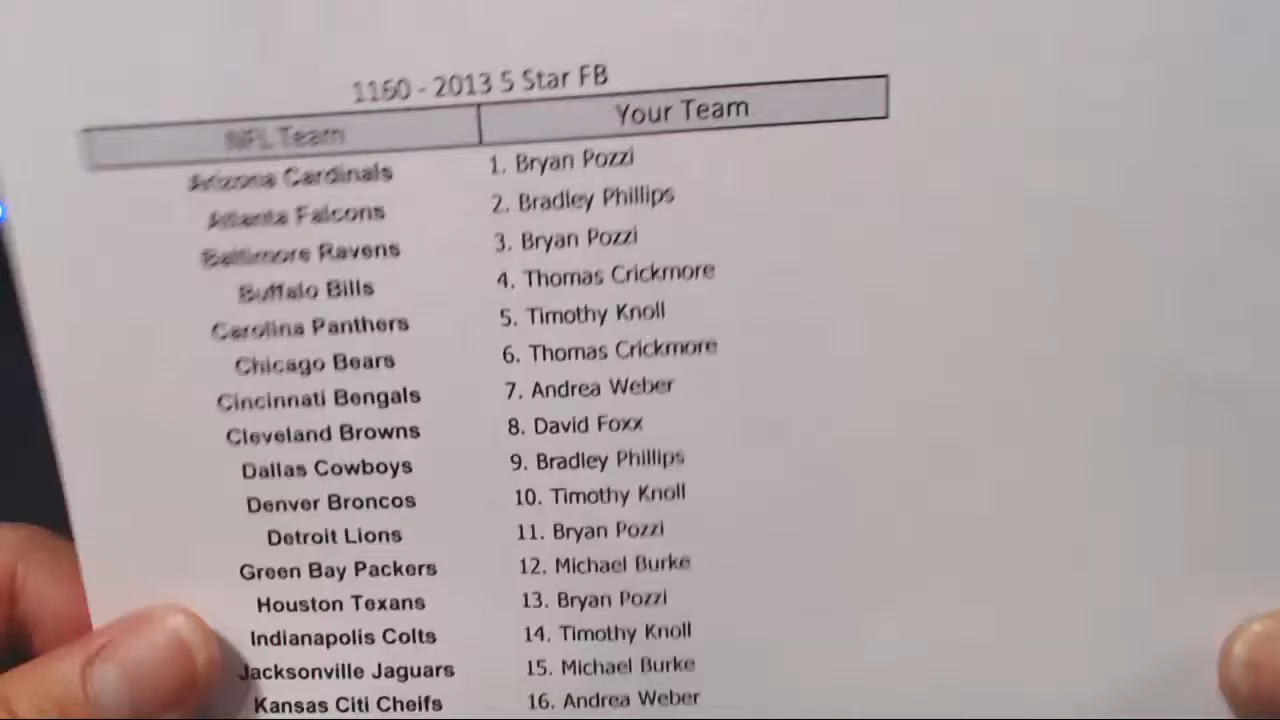 1160 - 2013 5 Star FB
NFL Team Your Team
Arizona Cardinals 1. Bryan Pozzi
Atlanta Falcons 2. Bradley Phillips
Baltimore Ravens 3. Bryan Pozzi
Buffalo Bills 4. Thomas Crickmore
Carolina Panthers 5. Timothy Knoll
Chicago Bears 6. Thomas Crickmore
Cincinnati Bengals 7. Andrea Weber
Cleveland Browns 8. David Foxx
Dallas Cowboys 9. Bradley Phillips
Denver Broncos 10. Timothy Knoll
Detroit Lions 11. Bryan Pozzi
Green Bay Packers 12. Michael Burke
Houston Texans 13. Bryan Pozzi
Indianapolis Colts 14. Timothy Knoll
Jacksonville Jaguars 15. Michael Burke
Kansas Citi Cheifs 16. Andrea Weber